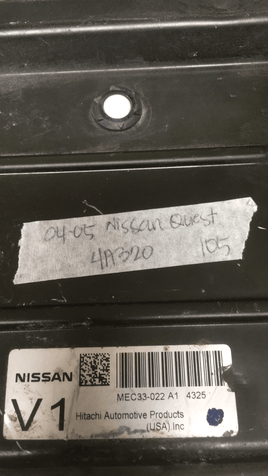 04-05 Nissan Quest
4A320 105
NISSAN
MEC33-022 A1 4325
V1 Hitachi Automotive Products
(USA).Inc